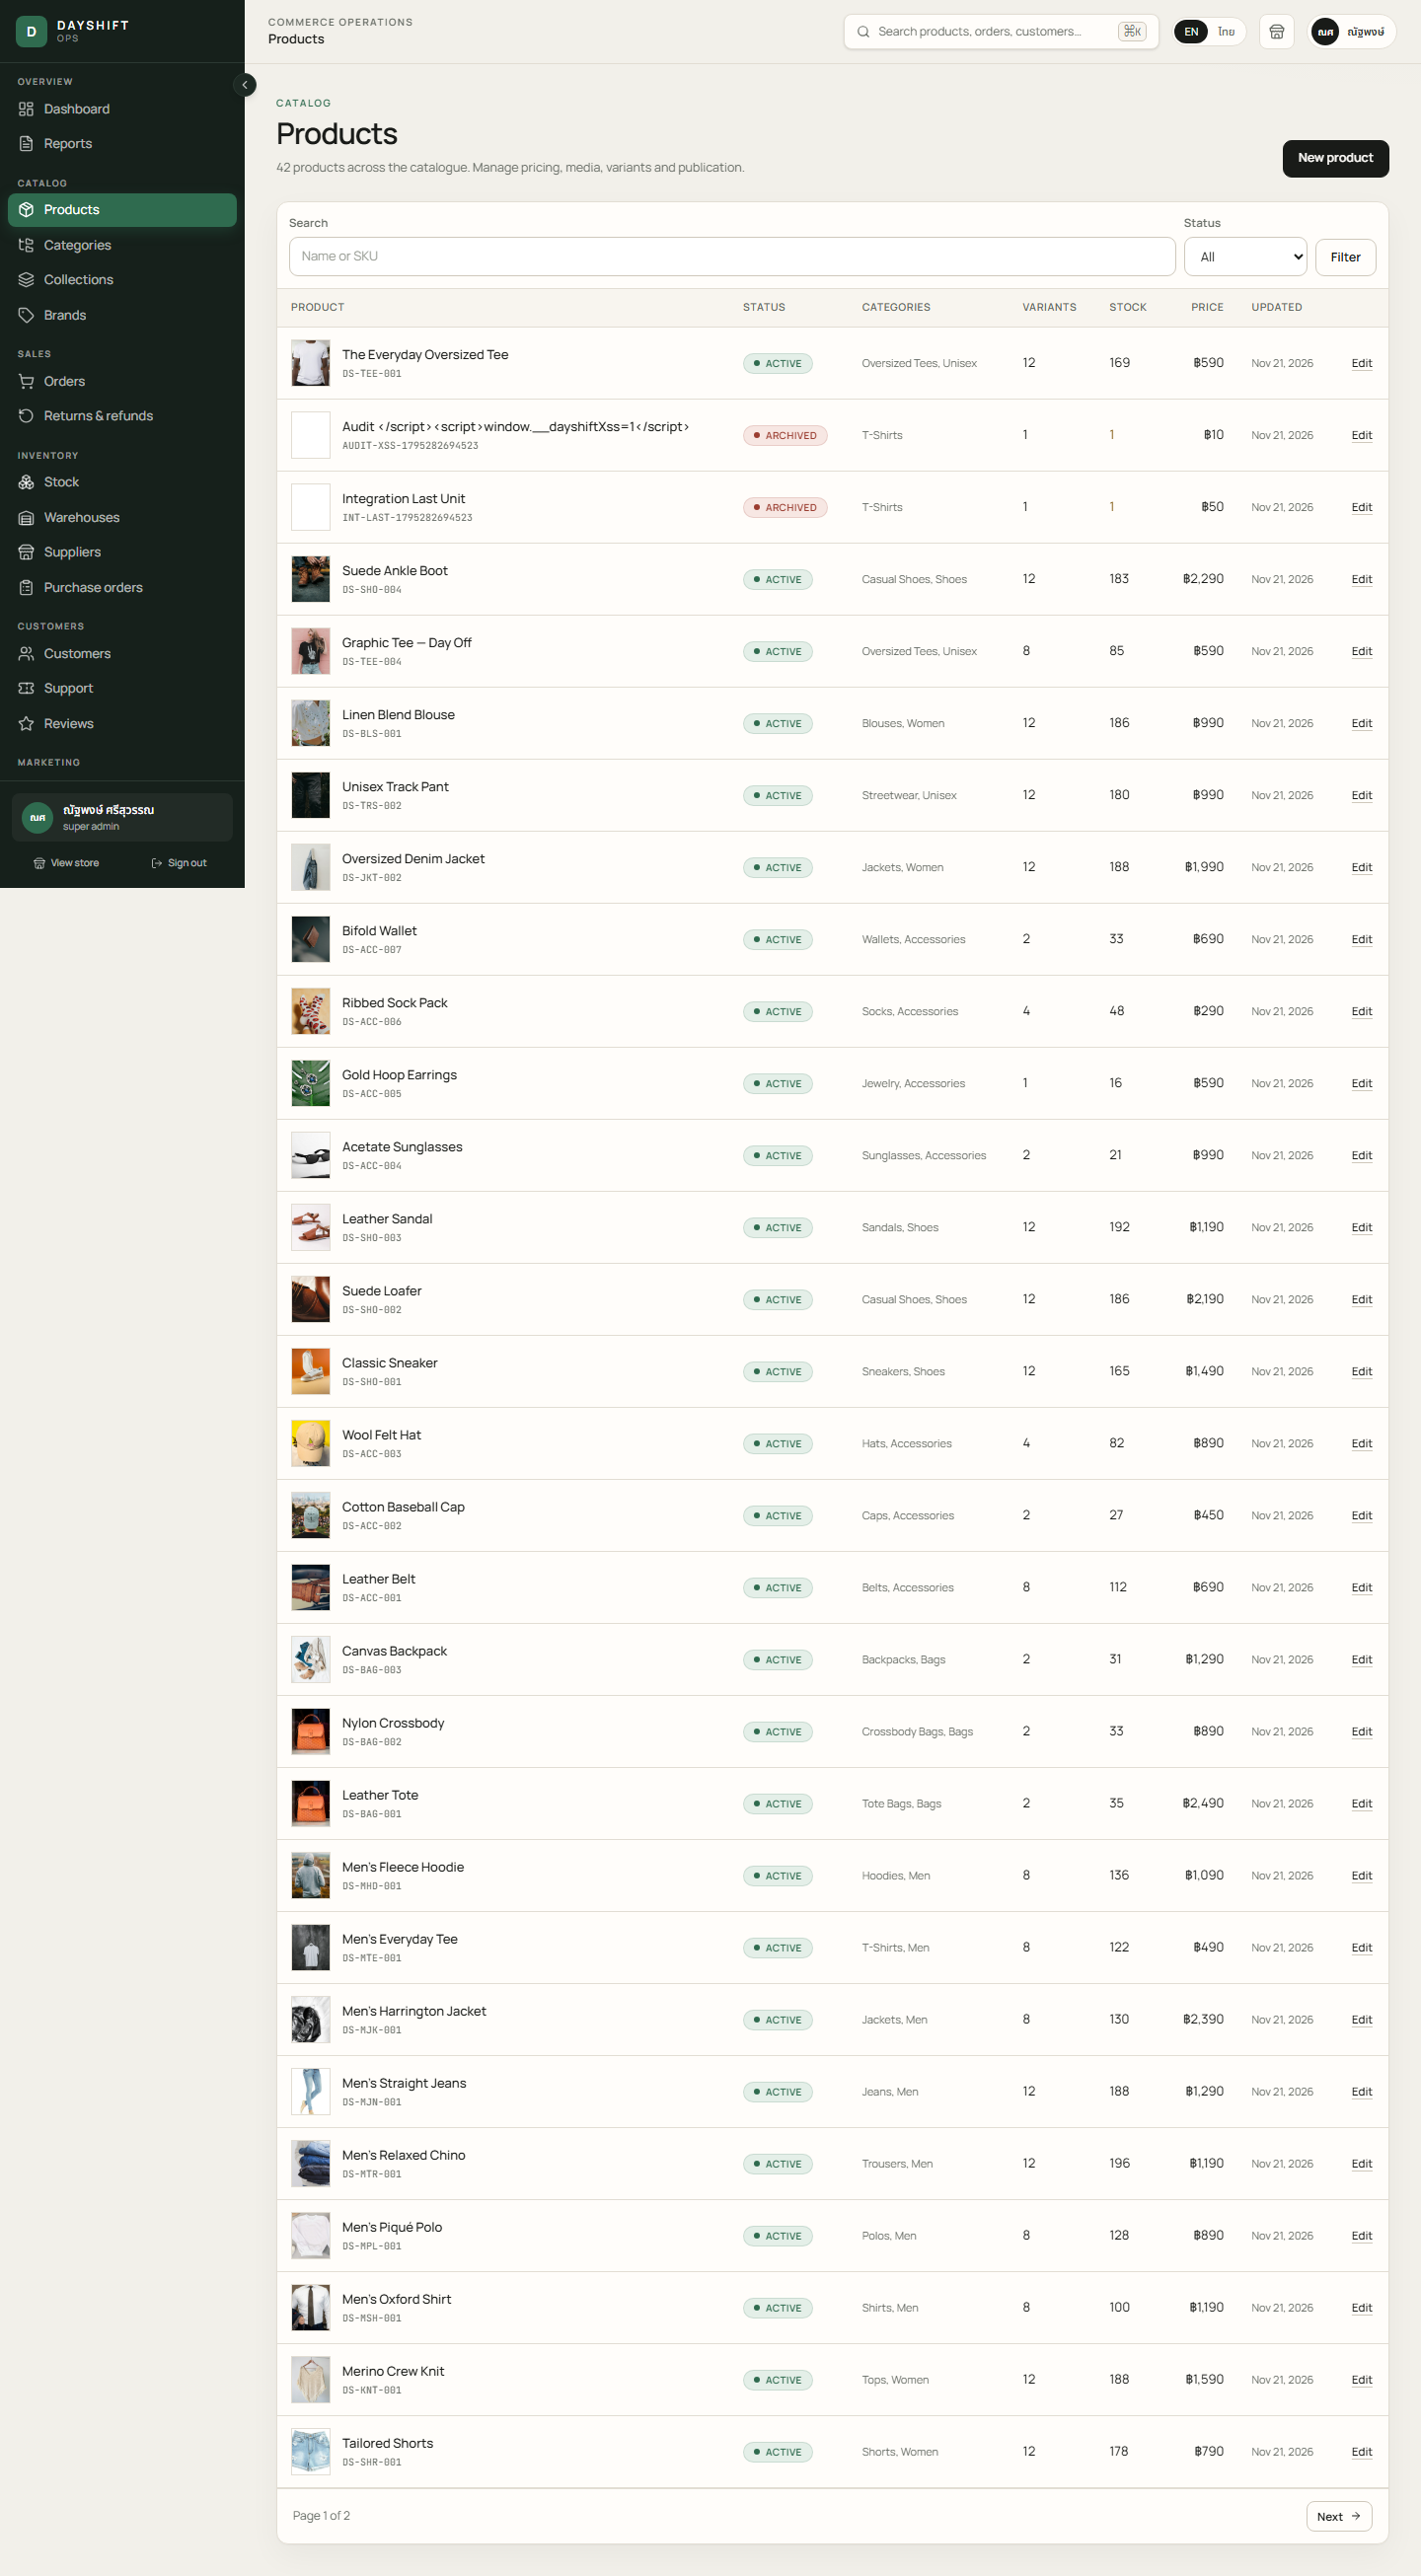 D
DAYSHIFT
OPS
OVERVIEW
Dashboard
Reports
CATALOG
Products
Categories
Collections
Brands
SALES
Orders
Returns & refunds
INVENTORY
Stock
Warehouses
Suppliers
Purchase orders
CUSTOMERS
Customers
Support
Reviews
MARKETING
ณศ
ณัฐพงษ์ ศรีสุวรรณ
super admin
View store
Sign out
COMMERCE OPERATIONS
Products
Search products, orders, customers...
⌘K
EN
ไทย
ณศ
ณัฐพงษ์
CATALOG
Products
42 products across the catalogue. Manage pricing, media, variants and publication.
New product
Search
Name or SKU
Status
All
Filter
PRODUCT STATUS CATEGORIES VARIANTS STOCK PRICE UPDATED
The Everyday Oversized Tee
DS-TEE-001
ACTIVE Oversized Tees, Unisex 12 169 ฿590 Nov 21, 2026 Edit
Audit </script><script>window.__dayshiftXss=1</script>
AUDIT-XSS-1795282694523
ARCHIVED T-Shirts 1 1 ฿10 Nov 21, 2026 Edit
Integration Last Unit
INT-LAST-1795282694523
ARCHIVED T-Shirts 1 1 ฿50 Nov 21, 2026 Edit
Suede Ankle Boot
DS-SHO-004
ACTIVE Casual Shoes, Shoes 12 183 ฿2,290 Nov 21, 2026 Edit
Graphic Tee — Day Off
DS-TEE-004
ACTIVE Oversized Tees, Unisex 8 85 ฿590 Nov 21, 2026 Edit
Linen Blend Blouse
DS-BLS-001
ACTIVE Blouses, Women 12 186 ฿990 Nov 21, 2026 Edit
Unisex Track Pant
DS-TRS-002
ACTIVE Streetwear, Unisex 12 180 ฿990 Nov 21, 2026 Edit
Oversized Denim Jacket
DS-JKT-002
ACTIVE Jackets, Women 12 188 ฿1,990 Nov 21, 2026 Edit
Bifold Wallet
DS-ACC-007
ACTIVE Wallets, Accessories 2 33 ฿690 Nov 21, 2026 Edit
Ribbed Sock Pack
DS-ACC-006
ACTIVE Socks, Accessories 4 48 ฿290 Nov 21, 2026 Edit
Gold Hoop Earrings
DS-ACC-005
ACTIVE Jewelry, Accessories 1 16 ฿590 Nov 21, 2026 Edit
Acetate Sunglasses
DS-ACC-004
ACTIVE Sunglasses, Accessories 2 21 ฿990 Nov 21, 2026 Edit
Leather Sandal
DS-SHO-003
ACTIVE Sandals, Shoes 12 192 ฿1,190 Nov 21, 2026 Edit
Suede Loafer
DS-SHO-002
ACTIVE Casual Shoes, Shoes 12 186 ฿2,190 Nov 21, 2026 Edit
Classic Sneaker
DS-SHO-001
ACTIVE Sneakers, Shoes 12 165 ฿1,490 Nov 21, 2026 Edit
Wool Felt Hat
DS-ACC-003
ACTIVE Hats, Accessories 4 82 ฿890 Nov 21, 2026 Edit
Cotton Baseball Cap
DS-ACC-002
ACTIVE Caps, Accessories 2 27 ฿450 Nov 21, 2026 Edit
Leather Belt
DS-ACC-001
ACTIVE Belts, Accessories 8 112 ฿690 Nov 21, 2026 Edit
Canvas Backpack
DS-BAG-003
ACTIVE Backpacks, Bags 2 31 ฿1,290 Nov 21, 2026 Edit
Nylon Crossbody
DS-BAG-002
ACTIVE Crossbody Bags, Bags 2 33 ฿890 Nov 21, 2026 Edit
Leather Tote
DS-BAG-001
ACTIVE Tote Bags, Bags 2 35 ฿2,490 Nov 21, 2026 Edit
Men's Fleece Hoodie
DS-MHD-001
ACTIVE Hoodies, Men 8 136 ฿1,090 Nov 21, 2026 Edit
Men's Everyday Tee
DS-MTE-001
ACTIVE T-Shirts, Men 8 122 ฿490 Nov 21, 2026 Edit
Men's Harrington Jacket
DS-MJK-001
ACTIVE Jackets, Men 8 130 ฿2,390 Nov 21, 2026 Edit
Men's Straight Jeans
DS-MJN-001
ACTIVE Jeans, Men 12 188 ฿1,290 Nov 21, 2026 Edit
Men's Relaxed Chino
DS-MTR-001
ACTIVE Trousers, Men 12 196 ฿1,190 Nov 21, 2026 Edit
Men's Piqué Polo
DS-MPL-001
ACTIVE Polos, Men 8 128 ฿890 Nov 21, 2026 Edit
Men's Oxford Shirt
DS-MSH-001
ACTIVE Shirts, Men 8 100 ฿1,190 Nov 21, 2026 Edit
Merino Crew Knit
DS-KNT-001
ACTIVE Tops, Women 12 188 ฿1,590 Nov 21, 2026 Edit
Tailored Shorts
DS-SHR-001
ACTIVE Shorts, Women 12 178 ฿790 Nov 21, 2026 Edit
Page 1 of 2
Next →